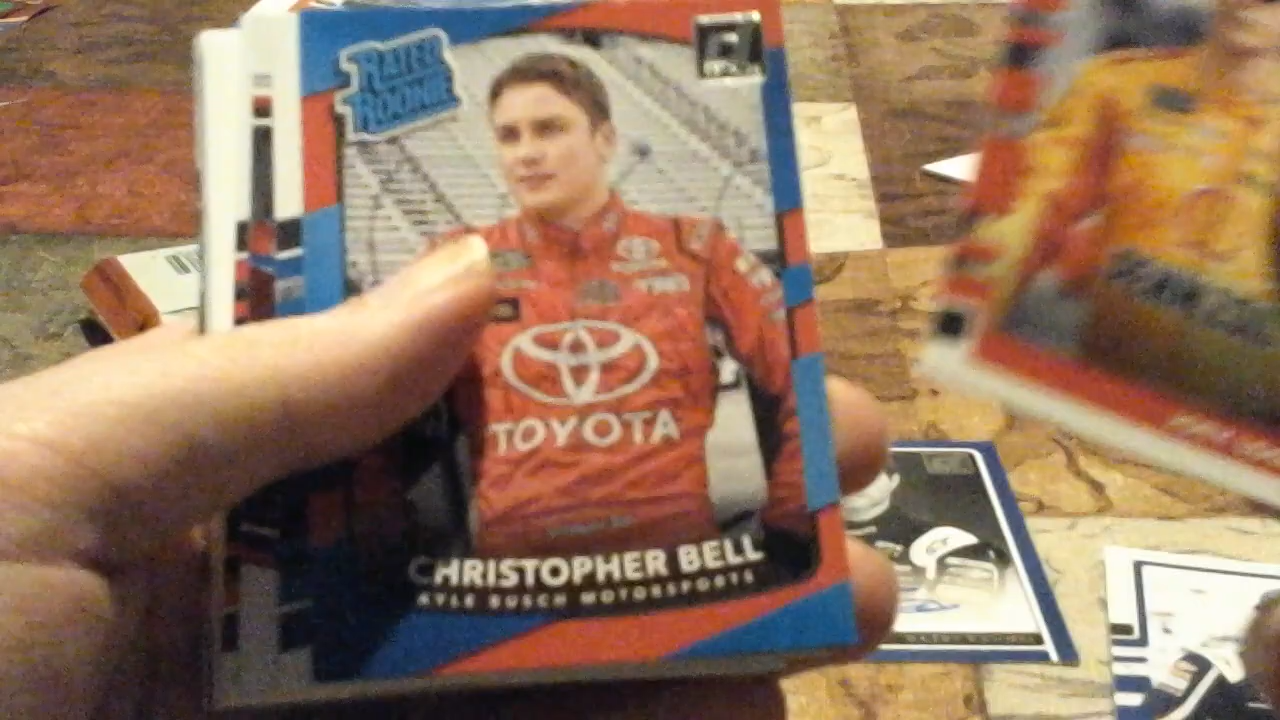 RATED
ROOKIE
TOYOTA
CHRISTOPHER BELL
KYLE BUSCH MOTORSPORTS